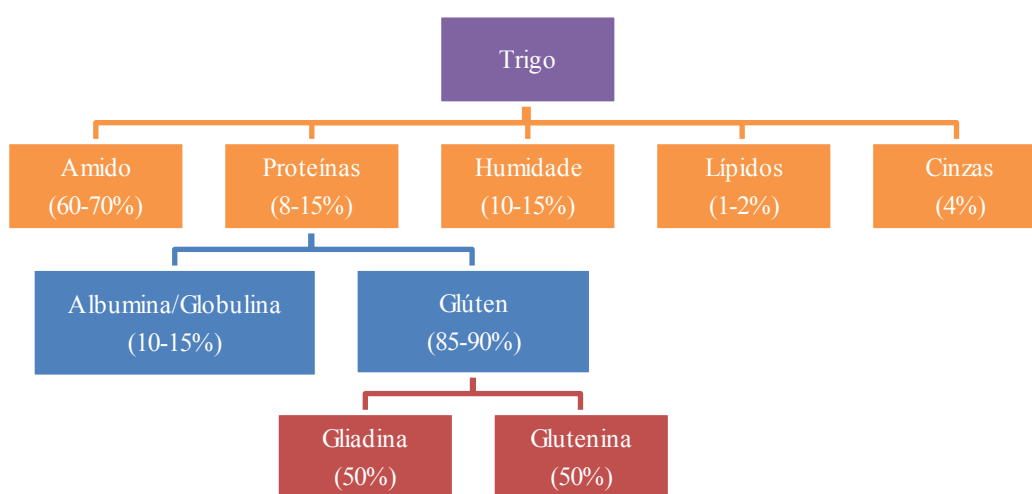 Trigo
Amido
(60-70%)
Proteínas
(8-15%)
Humidade
(10-15%)
Lípidos
(1-2%)
Cinzas
(4%)
Albumina/Globulina
(10-15%)
Glúten
(85-90%)
Gliadina
(50%)
Glutenina
(50%)